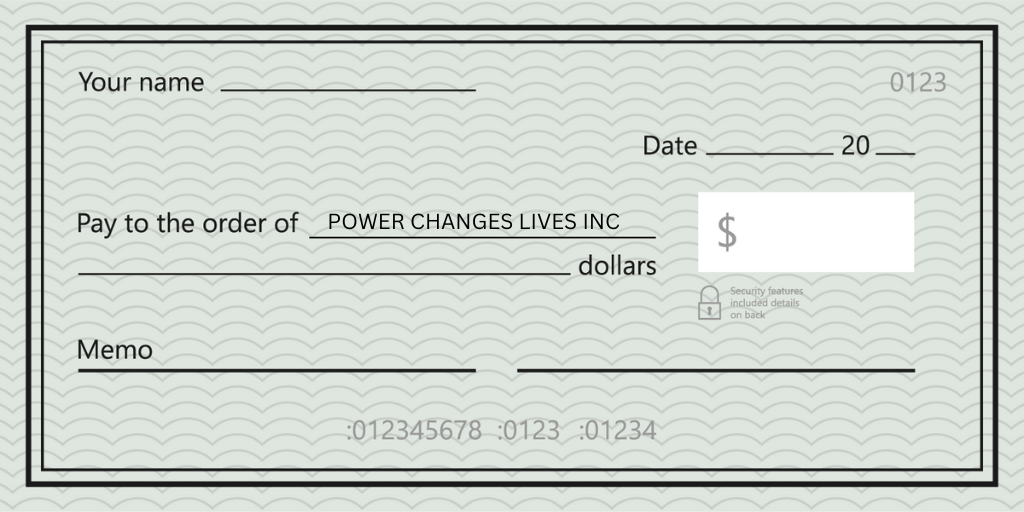 Your name
0123
Date 20
Pay to the order of POWER CHANGES LIVES INC
$
dollars
Security features
included details
on back
Memo
:012345678 :0123 :01234